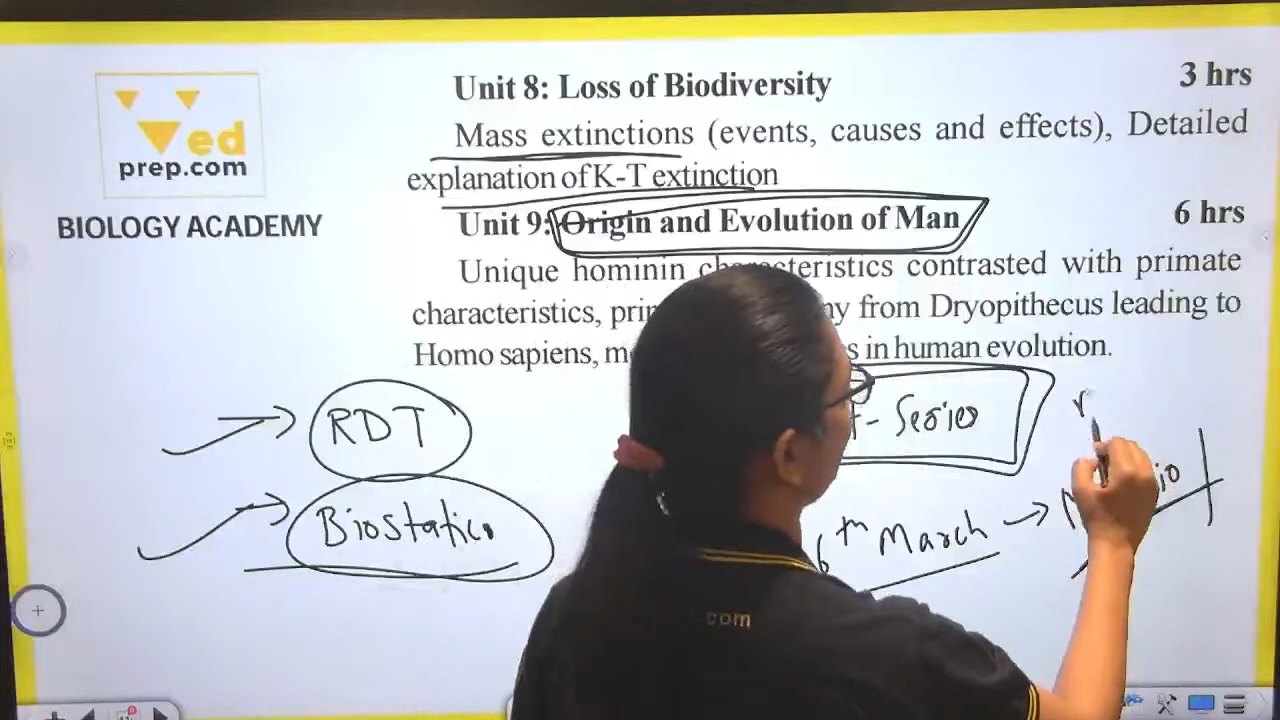 ed
prep.com
BIOLOGY ACADEMY
Unit 8: Loss of Biodiversity 3 hrs
Mass extinctions (events, causes and effects), Detailed
explanation of K-T extinction
Unit 9: Origin and Evolution of Man 6 hrs
Unique hominin characteristics contrasted with primate
characteristics, from Dryopithecus leading to
Homo sapiens, in human evolution.
RDT
- Series
Biostatics
6th March
.com